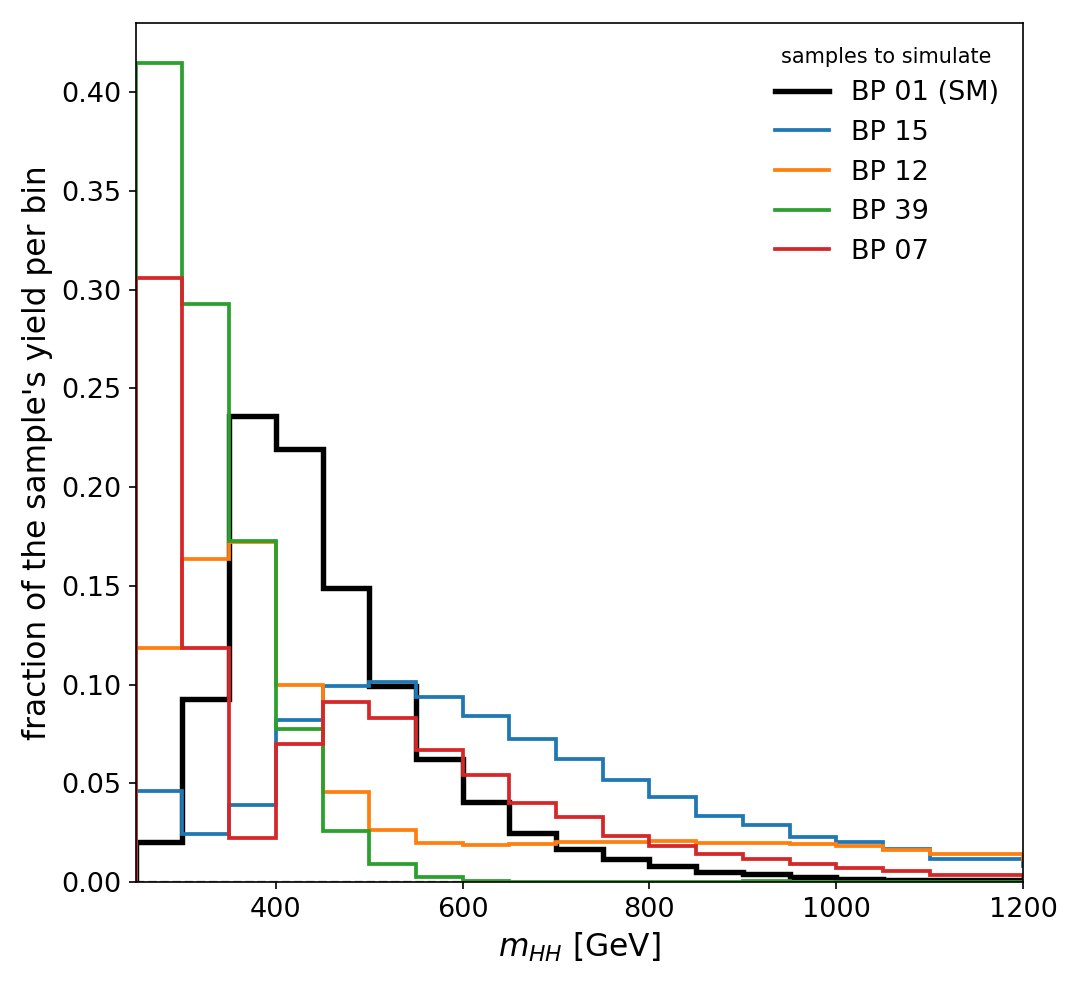 samples to simulate
BP 01 (SM)
BP 15
BP 12
BP 39
BP 07
fraction of the sample's yield per bin
0.40
0.35
0.30
0.25
0.20
0.15
0.10
0.05
0.00
400 600 800 1000 1200
m_{HH} [GeV]